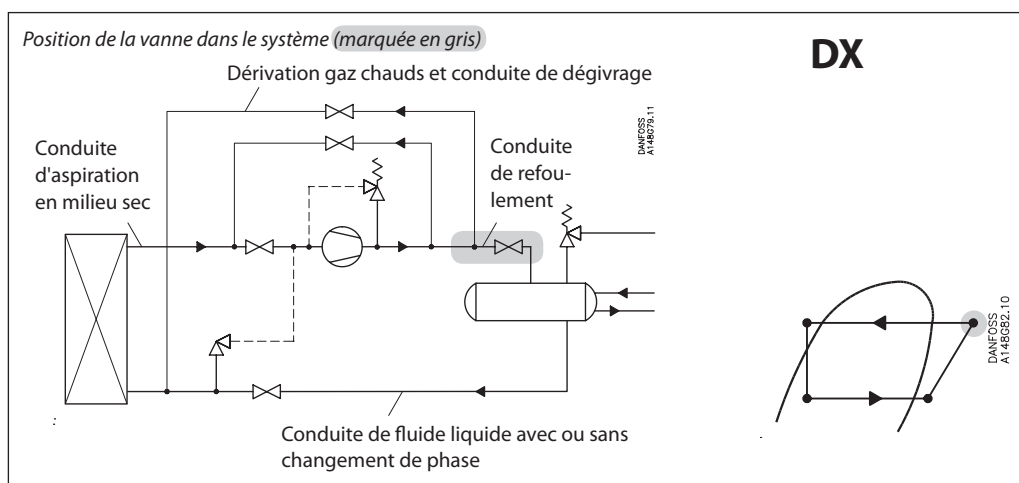 Position de la vanne dans le système (marquée en gris)
DX
Dérivation gaz chauds et conduite de dégivrage
DANFOSS
A148G79.11
Conduite
d'aspiration
en milieu sec
Conduite
de refou-
lement
DANFOSS
A148G82.10
:
Conduite de fluide liquide avec ou sans
changement de phase
.